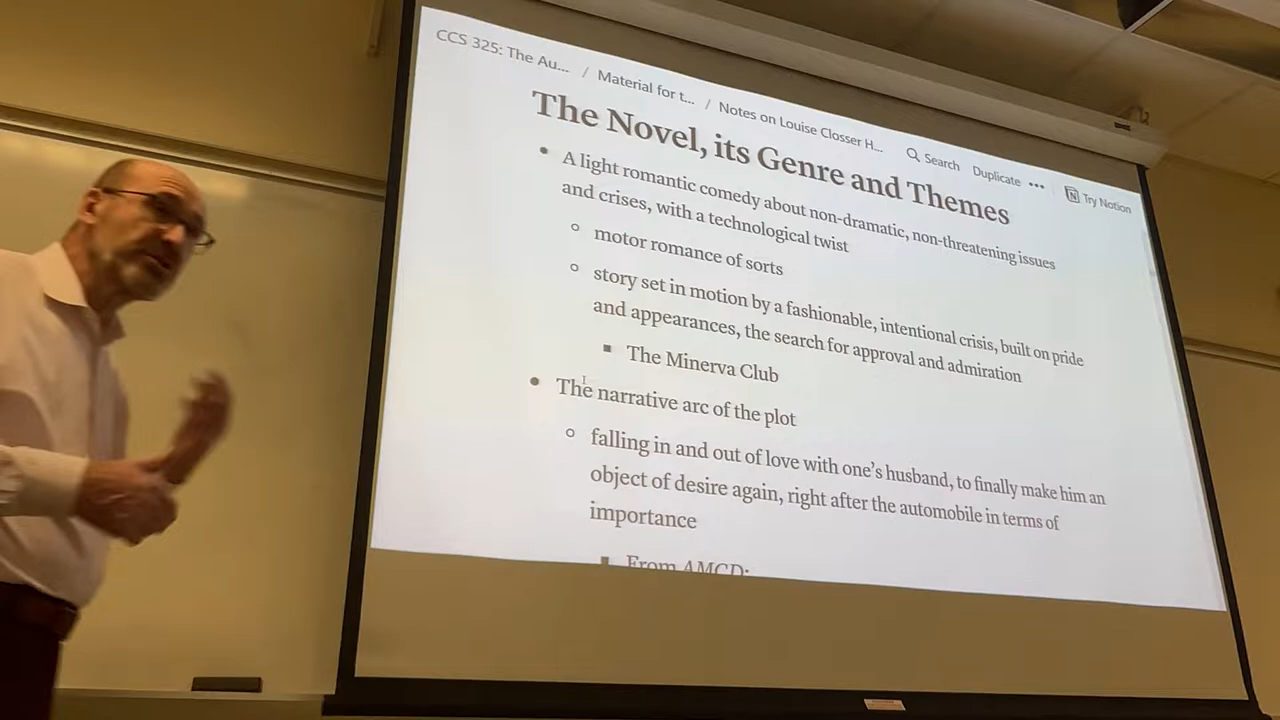 CCS 325: The Au... / Material for t... / Notes on Louise Closser H...
Search Duplicate ••• Try Notion
The Novel, its Genre and Themes
• A light romantic comedy about non-dramatic, non-threatening issues
and crises, with a technological twist
◦ motor romance of sorts
◦ story set in motion by a fashionable, intentional crisis, built on pride
and appearances, the search for approval and admiration
▪ The Minerva Club
• The narrative arc of the plot
◦ falling in and out of love with one's husband, to finally make him an
object of desire again, right after the automobile in terms of
importance
▪ From AMCD: